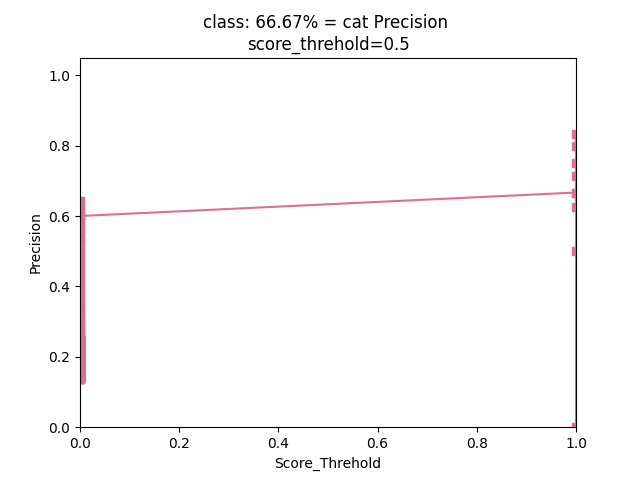 class: 66.67% = cat Precision
score_threhold=0.5
1.0
0.8
0.6
0.4
0.2
0.0
Precision
0.0 0.2 0.4 0.6 0.8 1.0
Score_Threhold